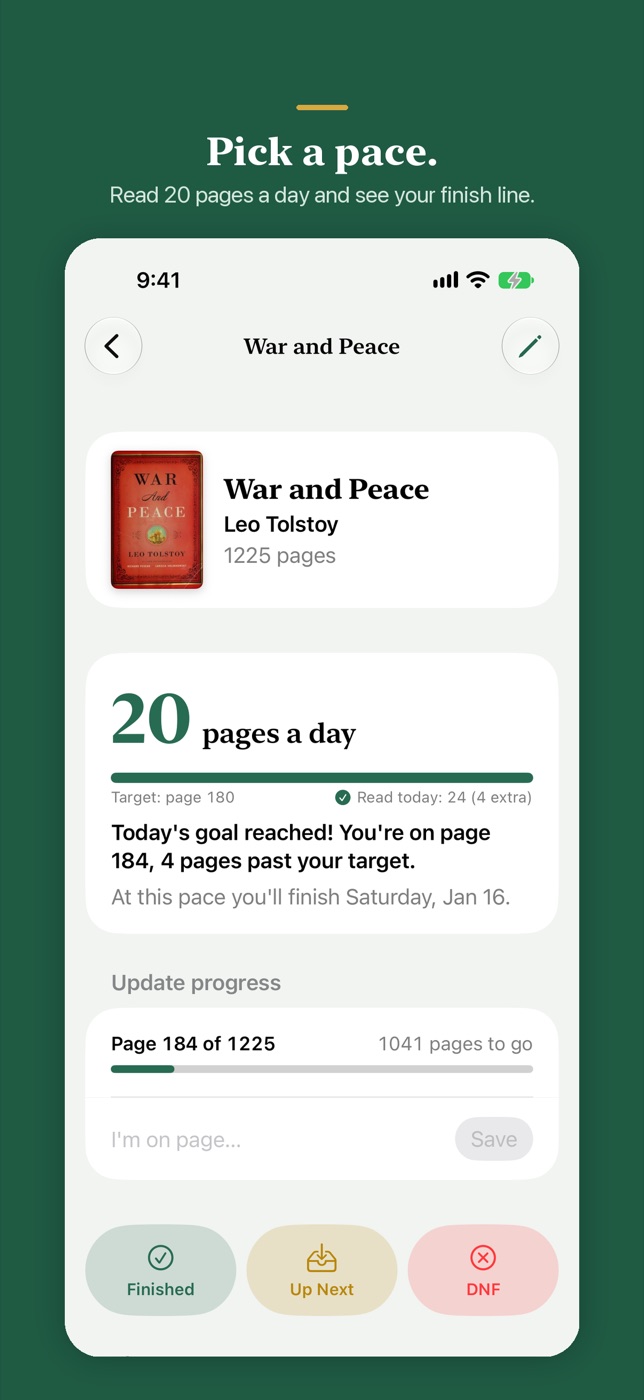 Pick a pace.
Read 20 pages a day and see your finish line.
9:41
War and Peace
WAR
And
PEACE
LEO TOLSTOY
War and Peace
Leo Tolstoy
1225 pages
20 pages a day
Target: page 180
Read today: 24 (4 extra)
Today's goal reached! You're on page
184, 4 pages past your target.
At this pace you'll finish Saturday, Jan 16.
Update progress
Page 184 of 1225
1041 pages to go
I'm on page...
Save
Finished
Up Next
DNF